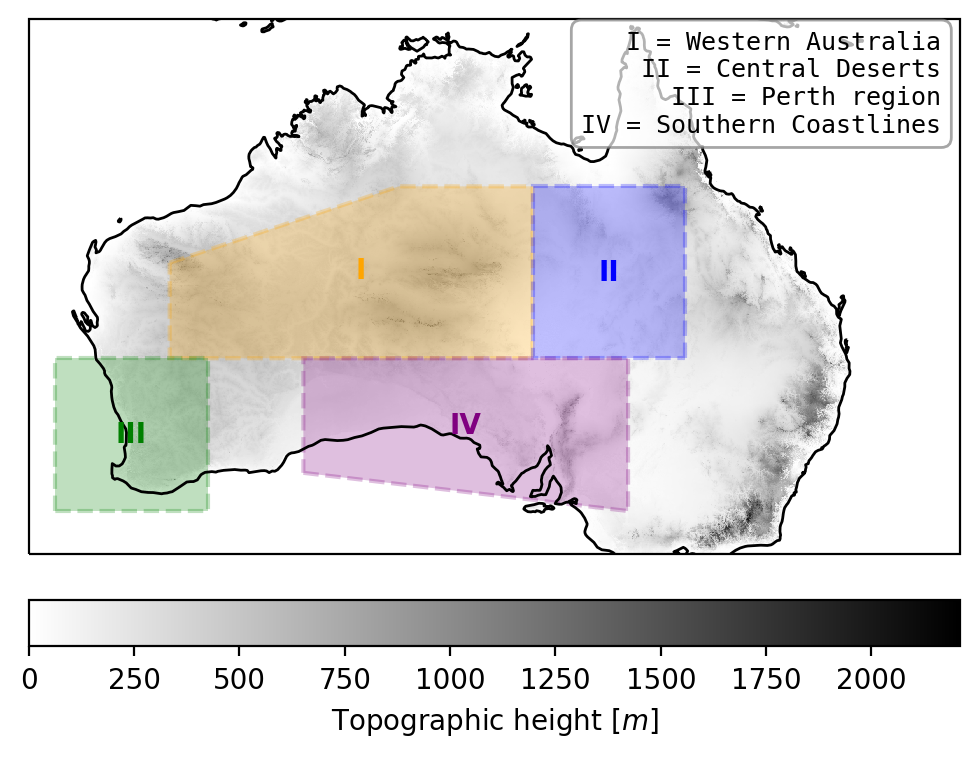 I = Western Australia
II = Central Deserts
III = Perth region
IV = Southern Coastlines
I
II
III
IV
0 250 500 750 1000 1250 1500 1750 2000
Topographic height [m]